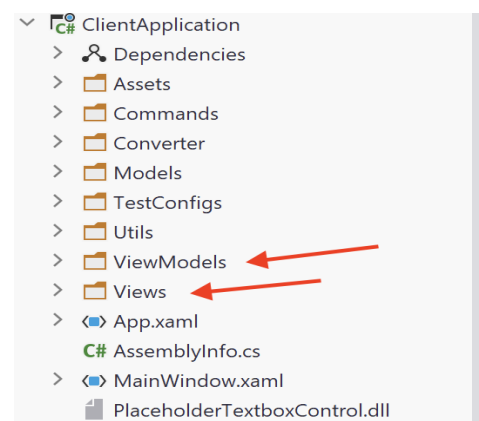 C# ClientApplication
Dependencies
Assets
Commands
Converter
Models
TestConfigs
Utils
ViewModels
Views
App.xaml
C# AssemblyInfo.cs
MainWindow.xaml
PlaceholderTextboxControl.dll